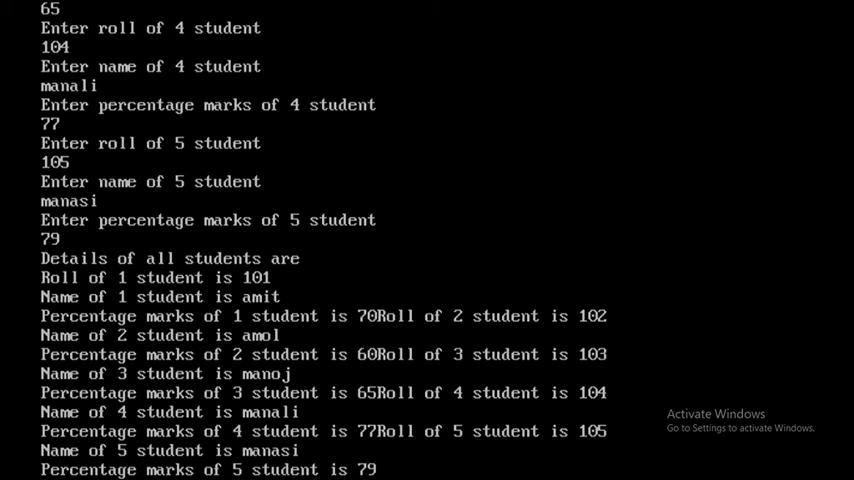 65
Enter roll of 4 student
104
Enter name of 4 student
manali
Enter percentage marks of 4 student
77
Enter roll of 5 student
105
Enter name of 5 student
manasi
Enter percentage marks of 5 student
79
Details of all students are
Roll of 1 student is 101
Name of 1 student is amit
Percentage marks of 1 student is 70Roll of 2 student is 102
Name of 2 student is amol
Percentage marks of 2 student is 60Roll of 3 student is 103
Name of 3 student is manoj
Percentage marks of 3 student is 65Roll of 4 student is 104
Name of 4 student is manali
Percentage marks of 4 student is 77Roll of 5 student is 105
Name of 5 student is manasi
Percentage marks of 5 student is 79
Activate Windows
Go to Settings to activate Windows.